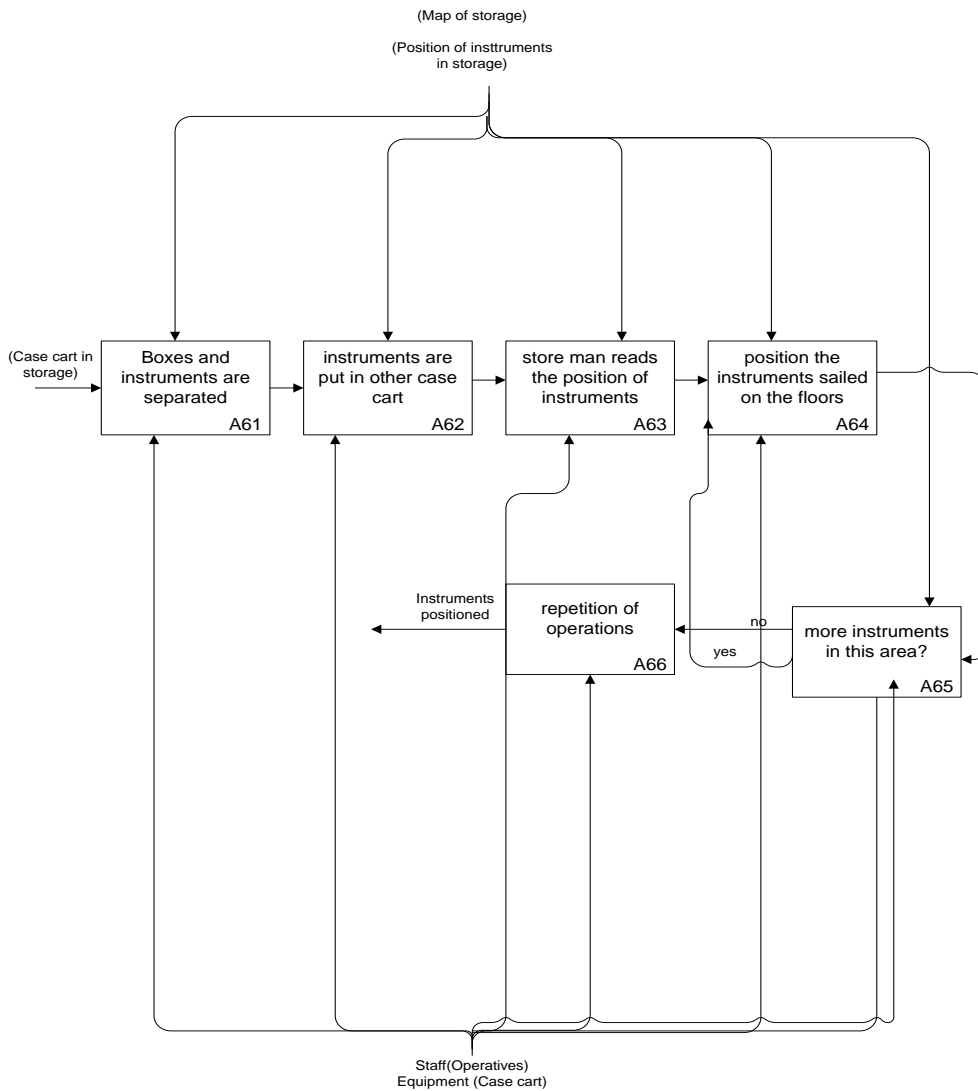 (Map of storage)
(Position of insttruments
in storage)
(Case cart in
storage)
Boxes and
instruments are
separated
A61
instruments are
put in other case
cart
A62
store man reads
the position of
instruments
A63
position the
instruments sailed
on the floors
A64
Instruments
positioned
repetition of
operations
A66
no
yes
more instruments
in this area?
A65
Staff(Operatives)
Equipment (Case cart)